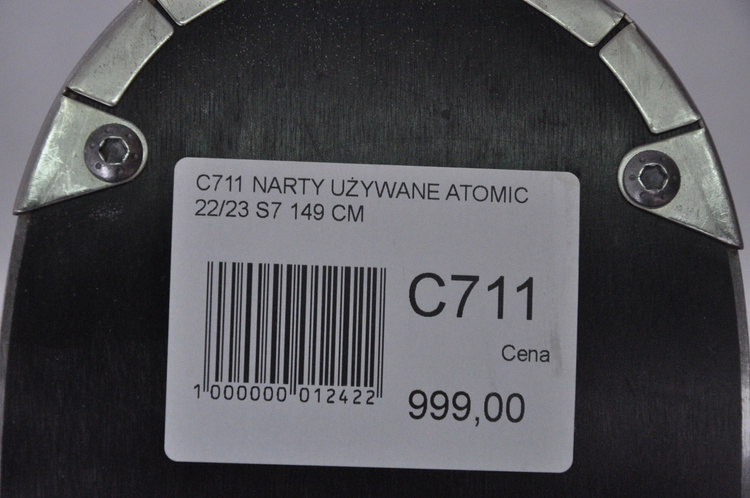 C711 NARTY UŻYWANE ATOMIC
22/23 S7 149 CM
C711
Cena
999,00
1 000000 012422